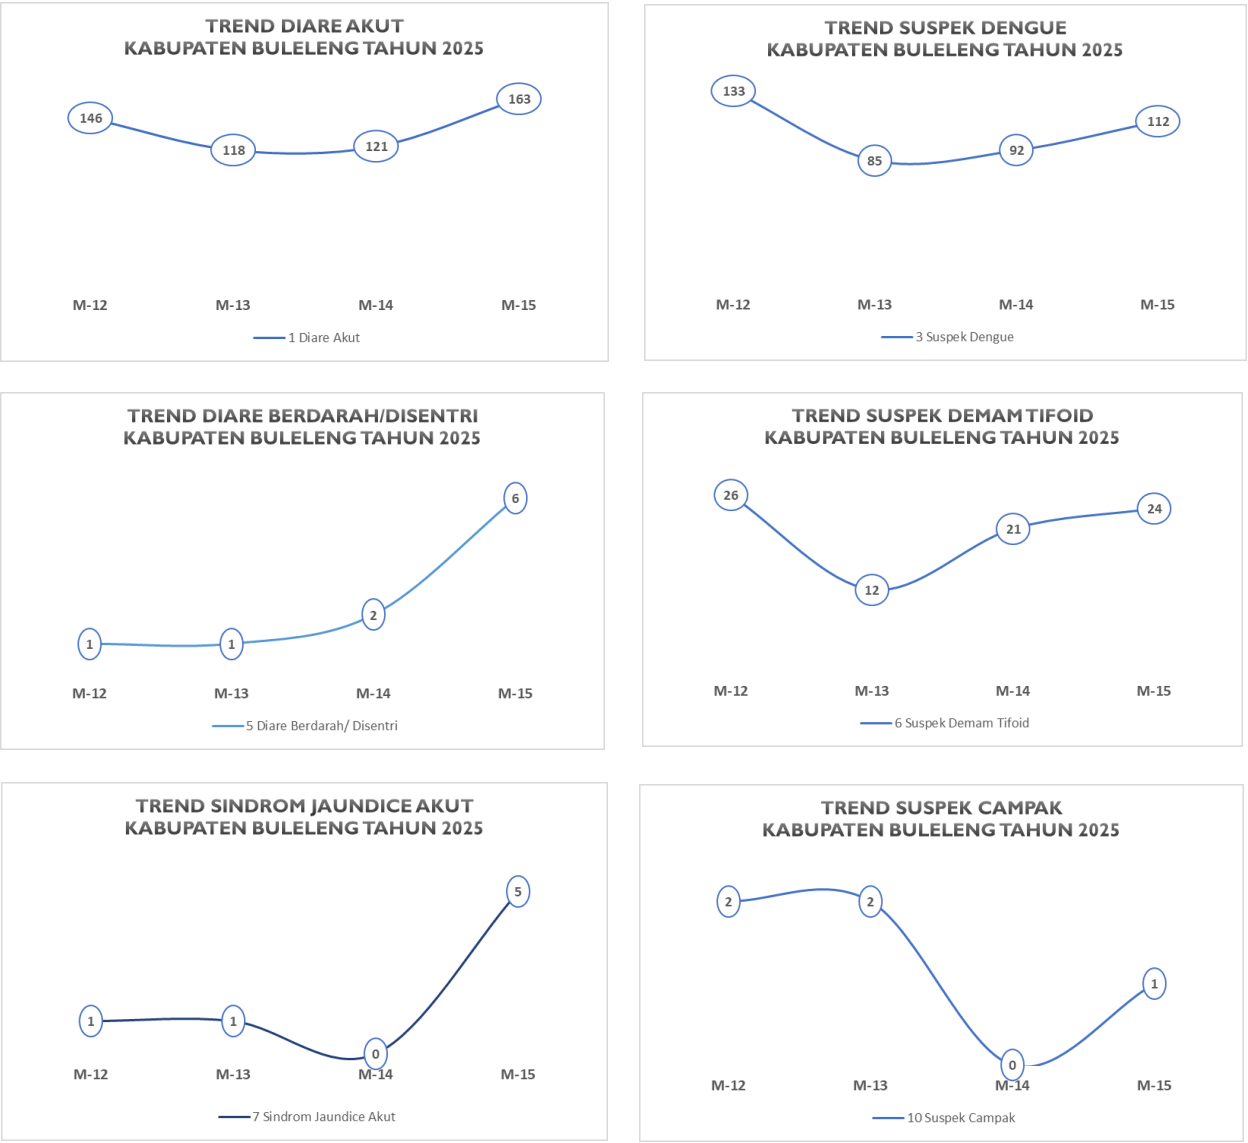 TREND DIARE AKUT
KABUPATEN BULELENG TAHUN 2025
146
118
121
163
M-12
M-13
M-14
M-15
1 Diare Akut
TREND SUSPEK DENGUE
KABUPATEN BULELENG TAHUN 2025
133
85
92
112
M-12
M-13
M-14
M-15
3 Suspek Dengue
TREND DIARE BERDARAH/DISENTRI
KABUPATEN BULELENG TAHUN 2025
1
1
2
6
M-12
M-13
M-14
M-15
5 Diare Berdarah/ Disentri
TREND SUSPEK DEMAM TIFOID
KABUPATEN BULELENG TAHUN 2025
26
12
21
24
M-12
M-13
M-14
M-15
6 Suspek Demam Tifoid
TREND SINDROM JAUNDICE AKUT
KABUPATEN BULELENG TAHUN 2025
1
1
0
5
M-12
M-13
M-14
M-15
7 Sindrom Jaundice Akut
TREND SUSPEK CAMPAK
KABUPATEN BULELENG TAHUN 2025
2
2
0
1
M-12
M-13
M-14
M-15
10 Suspek Campak